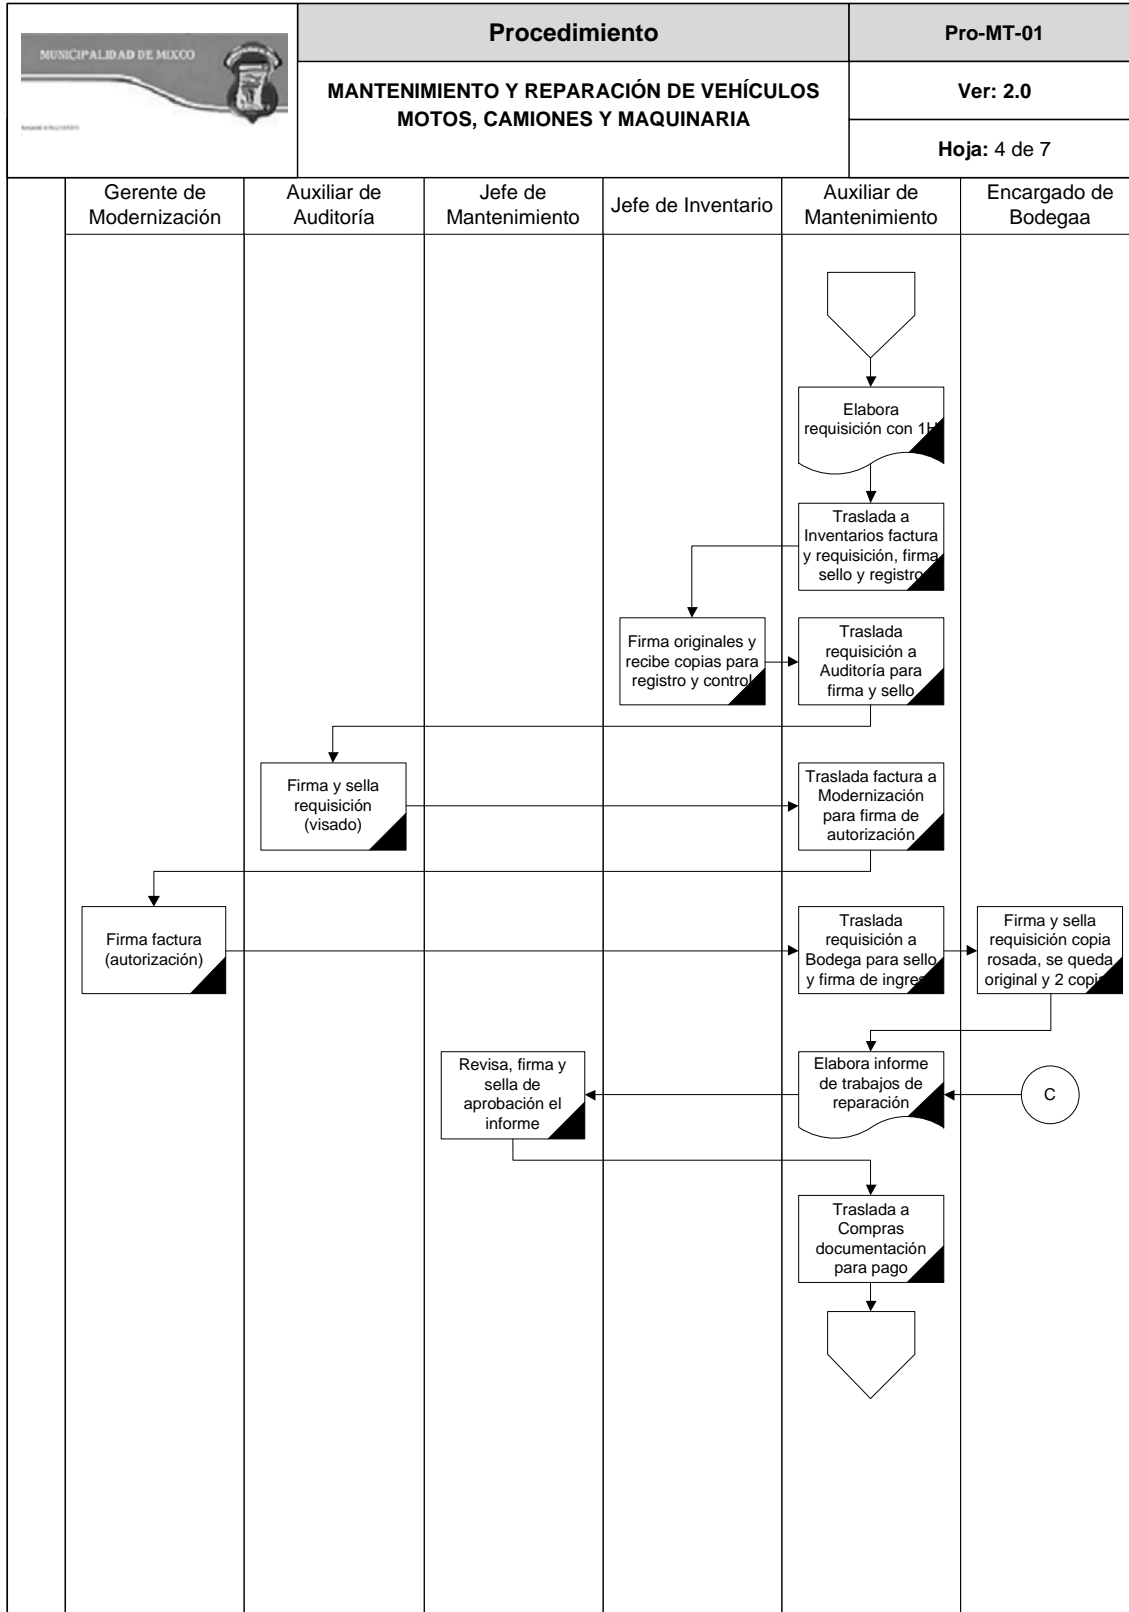 MUNICIPALIDAD DE MIXCO
Procedimiento
Pro-MT-01
MANTENIMIENTO Y REPARACIÓN DE VEHÍCULOS
MOTOS, CAMIONES Y MAQUINARIA
Ver: 2.0
Hoja: 4 de 7
Gerente de
Modernización
Auxiliar de
Auditoría
Jefe de
Mantenimiento
Jefe de Inventario
Auxiliar de
Mantenimiento
Encargado de
Bodegaa
Elabora
requisición con 1H
Traslada a
Inventarios factura
y requisición, firma
sello y registro
Firma originales y
recibe copias para
registro y control
Traslada
requisición a
Auditoría para
firma y sello
Firma y sella
requisición
(visado)
Traslada factura a
Modernización
para firma de
autorización
Firma factura
(autorización)
Traslada
requisición a
Bodega para sello
y firma de ingreso
Firma y sella
requisición copia
rosada, se queda
original y 2 copias
Revisa, firma y
sella de
aprobación el
informe
Elabora informe
de trabajos de
reparación
C
Traslada a
Compras
documentación
para pago